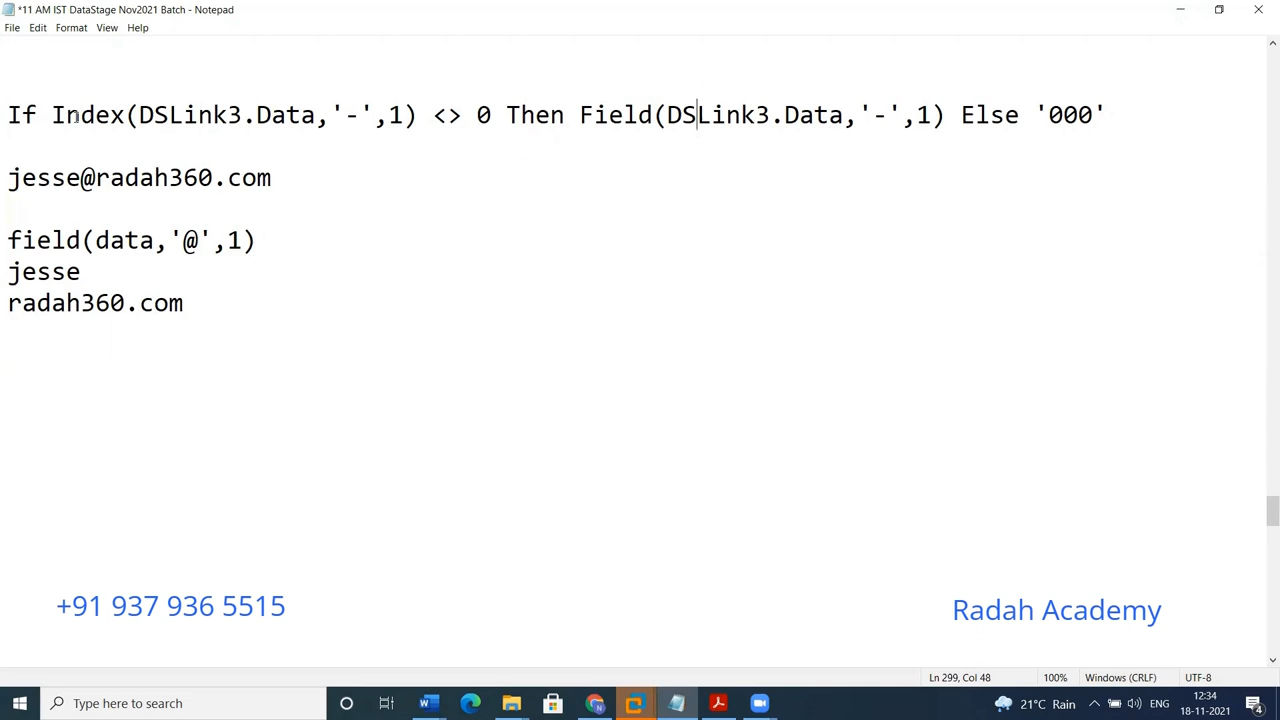 *11 AM IST DataStage Nov2021 Batch - Notepad
File Edit Format View Help
If Index(DSLink3.Data,'-',1) <> 0 Then Field(DSLink3.Data,'-',1) Else '000'
jesse@radah360.com
field(data,'@',1)
jesse
radah360.com
+91 937 936 5515
Radah Academy
Ln 299, Col 48 100% Windows (CRLF) UTF-8
Type here to search
21°C Rain
ENG
12:34
18-11-2021
4